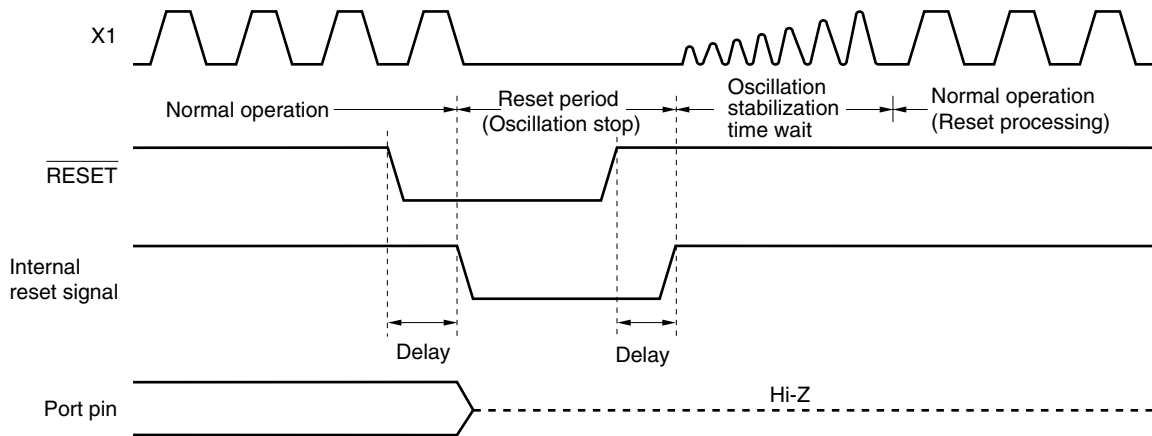 X1
Normal operation
Reset period
(Oscillation stop)
Oscillation
stabilization
time wait
Normal operation
(Reset processing)
RESET
Internal
reset signal
Delay
Delay
Port pin
Hi-Z